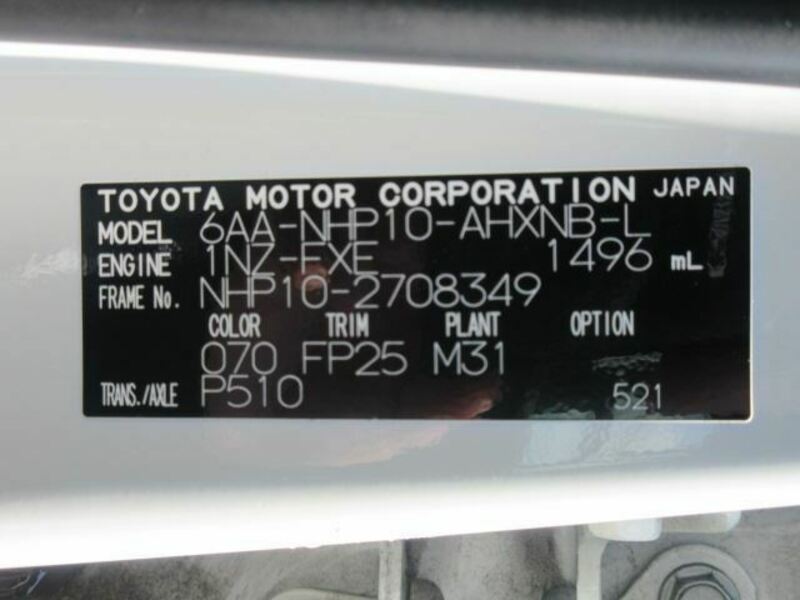 TOYOTA MOTOR CORPORATION JAPAN
MODEL 6AA-NHP10-AHXNB-L
ENGINE 1NZ-FXE 1496 mL
FRAME No. NHP10-2708349
COLOR TRIM PLANT OPTION
070 FP25 M31
TRANS./AXLE P510 521